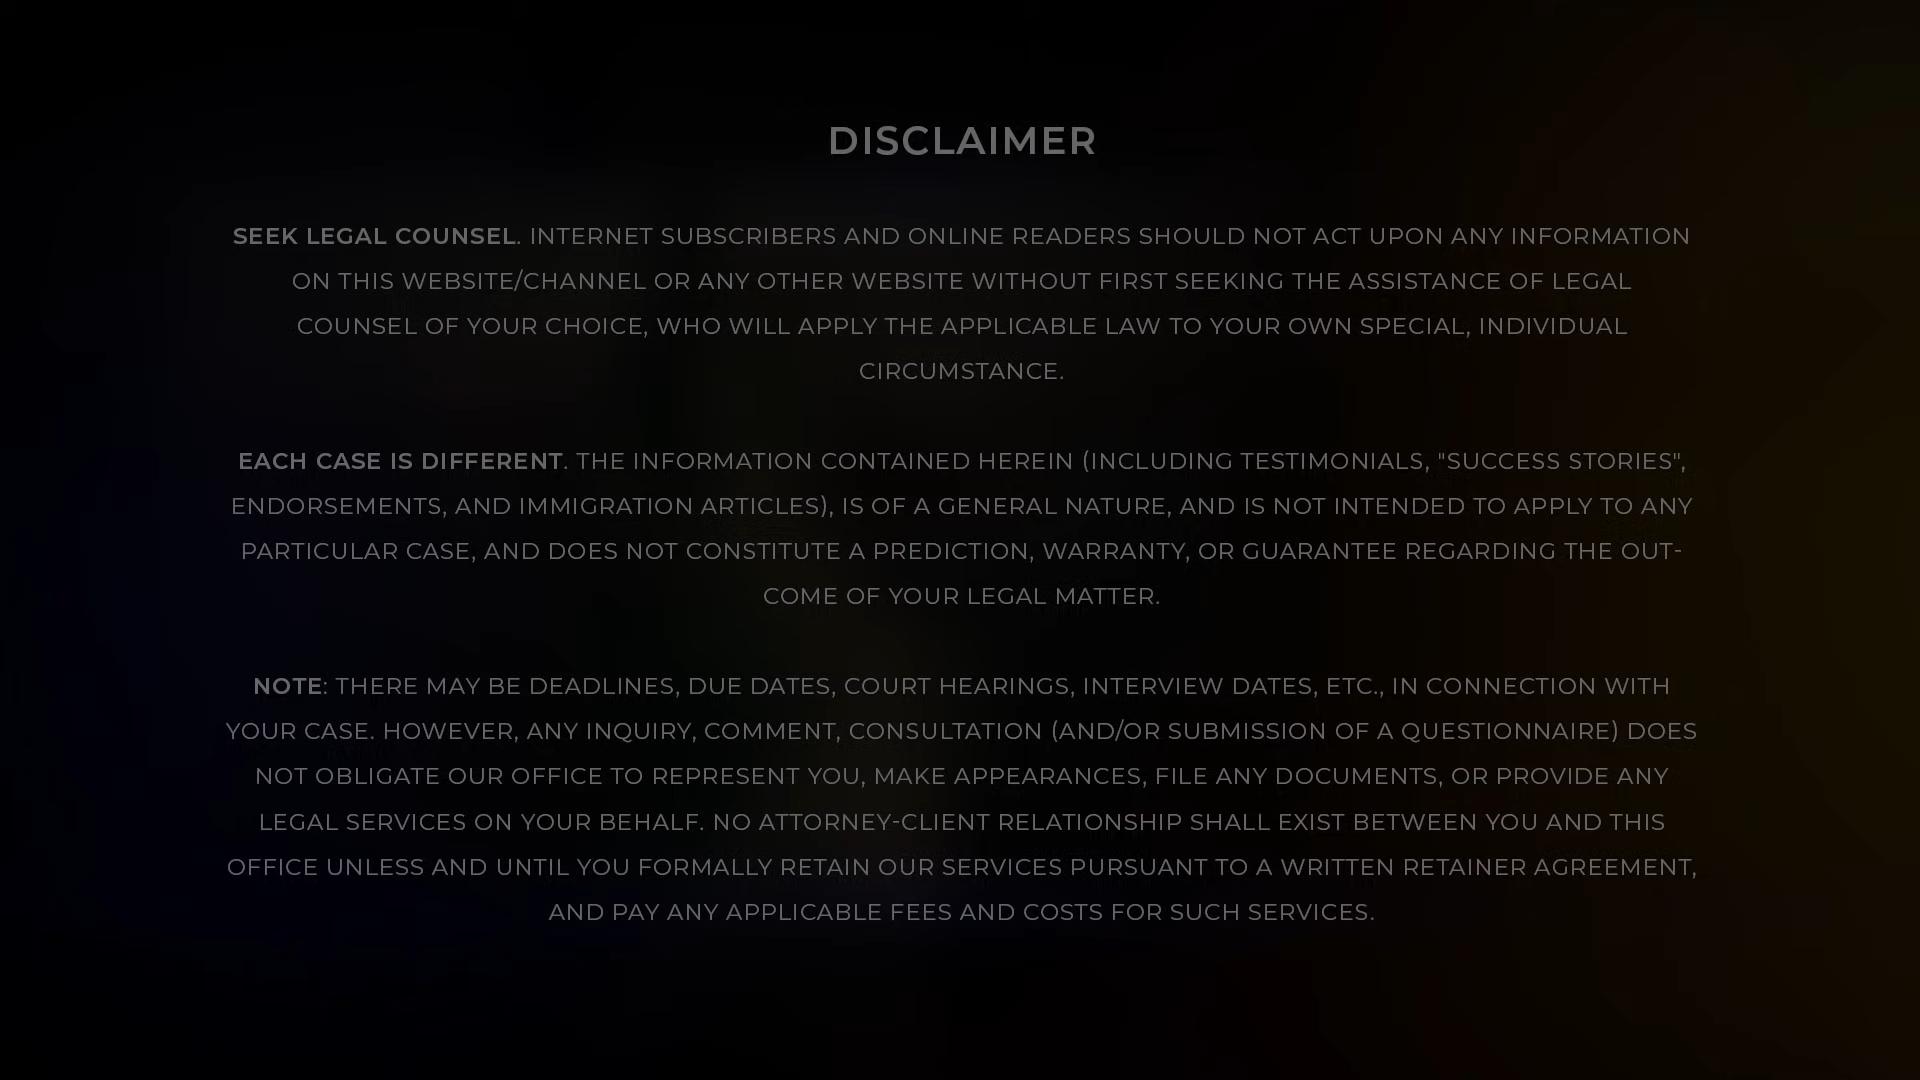 DISCLAIMER
SEEK LEGAL COUNSEL. INTERNET SUBSCRIBERS AND ONLINE READERS SHOULD NOT ACT UPON ANY INFORMATION
ON THIS WEBSITE/CHANNEL OR ANY OTHER WEBSITE WITHOUT FIRST SEEKING THE ASSISTANCE OF LEGAL
COUNSEL OF YOUR CHOICE, WHO WILL APPLY THE APPLICABLE LAW TO YOUR OWN SPECIAL, INDIVIDUAL
CIRCUMSTANCE.
EACH CASE IS DIFFERENT. THE INFORMATION CONTAINED HEREIN (INCLUDING TESTIMONIALS, "SUCCESS STORIES",
ENDORSEMENTS, AND IMMIGRATION ARTICLES), IS OF A GENERAL NATURE, AND IS NOT INTENDED TO APPLY TO ANY
PARTICULAR CASE, AND DOES NOT CONSTITUTE A PREDICTION, WARRANTY, OR GUARANTEE REGARDING THE OUT-
COME OF YOUR LEGAL MATTER.
NOTE: THERE MAY BE DEADLINES, DUE DATES, COURT HEARINGS, INTERVIEW DATES, ETC., IN CONNECTION WITH
YOUR CASE. HOWEVER, ANY INQUIRY, COMMENT, CONSULTATION (AND/OR SUBMISSION OF A QUESTIONNAIRE) DOES
NOT OBLIGATE OUR OFFICE TO REPRESENT YOU, MAKE APPEARANCES, FILE ANY DOCUMENTS, OR PROVIDE ANY
LEGAL SERVICES ON YOUR BEHALF. NO ATTORNEY-CLIENT RELATIONSHIP SHALL EXIST BETWEEN YOU AND THIS
OFFICE UNLESS AND UNTIL YOU FORMALLY RETAIN OUR SERVICES PURSUANT TO A WRITTEN RETAINER AGREEMENT,
AND PAY ANY APPLICABLE FEES AND COSTS FOR SUCH SERVICES.